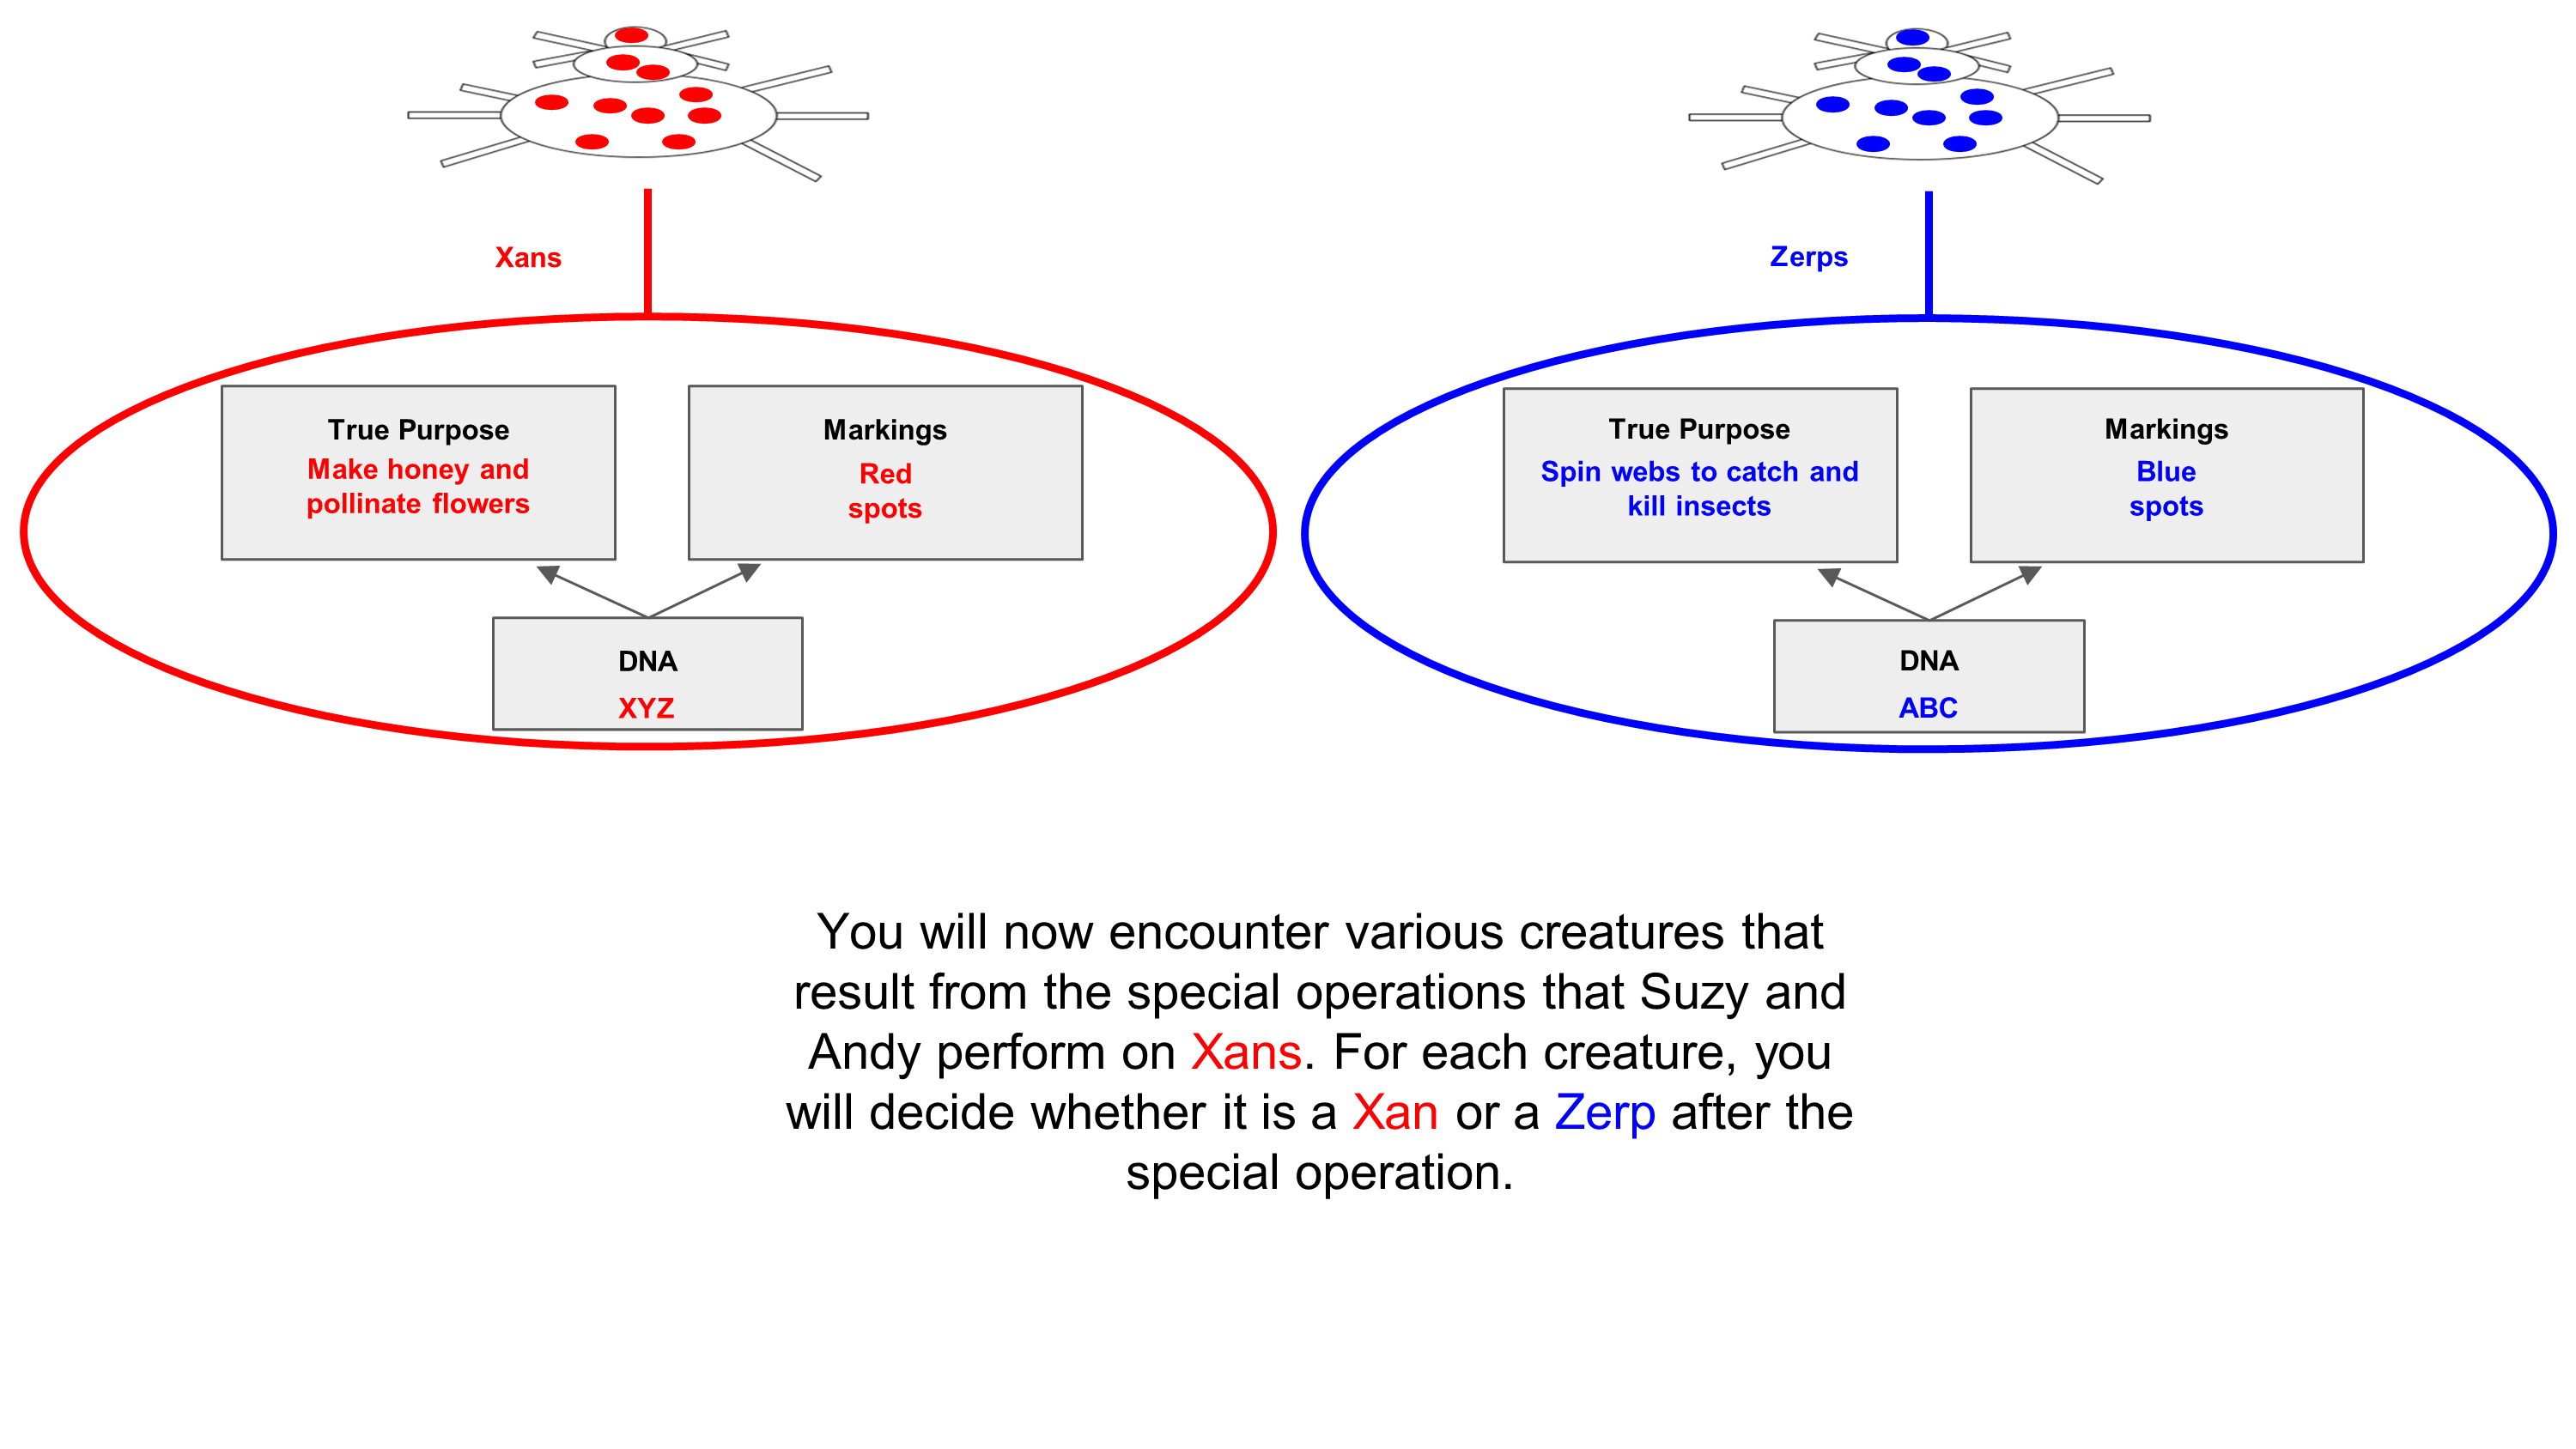 Xans
True Purpose
Make honey and
pollinate flowers
Markings
Red
spots
DNA
XYZ
Zerps
True Purpose
Spin webs to catch and
kill insects
Markings
Blue
spots
DNA
ABC
You will now encounter various creatures that
result from the special operations that Suzy and
Andy perform on Xans. For each creature, you
will decide whether it is a Xan or a Zerp after the
special operation.